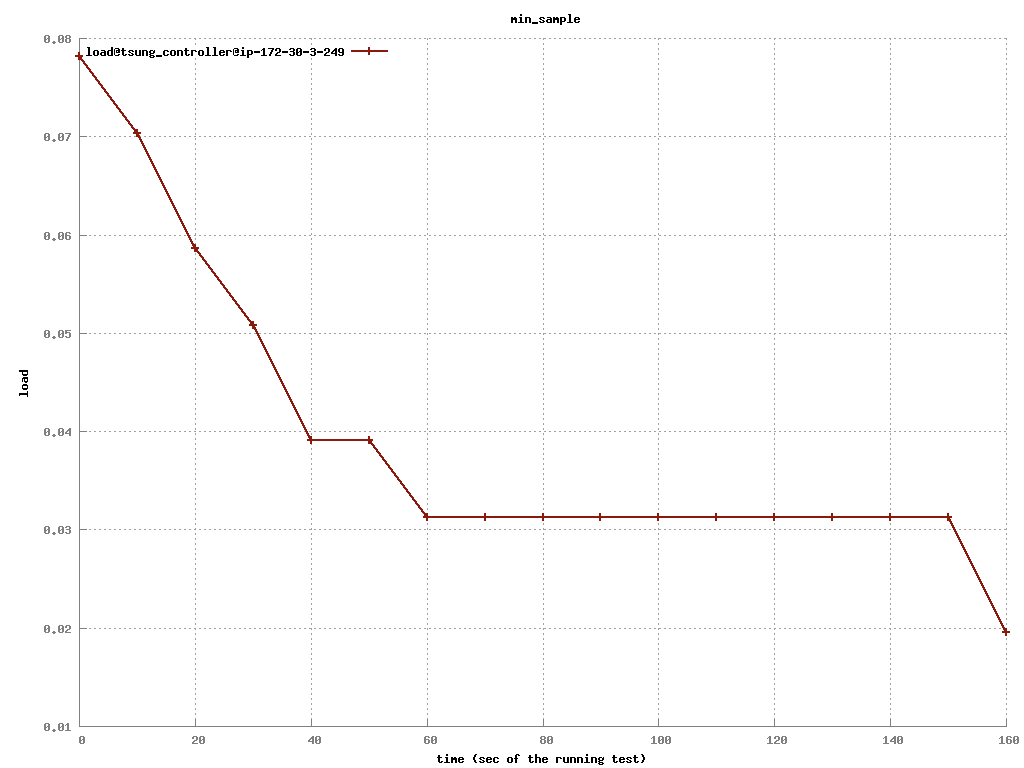 min_sample
0.08
load@tsung_controller@ip-172-30-3-249
0.07
0.06
0.05
load
0.04
0.03
0.02
0.01
0 20 40 60 80 100 120 140 160
time (sec of the running test)